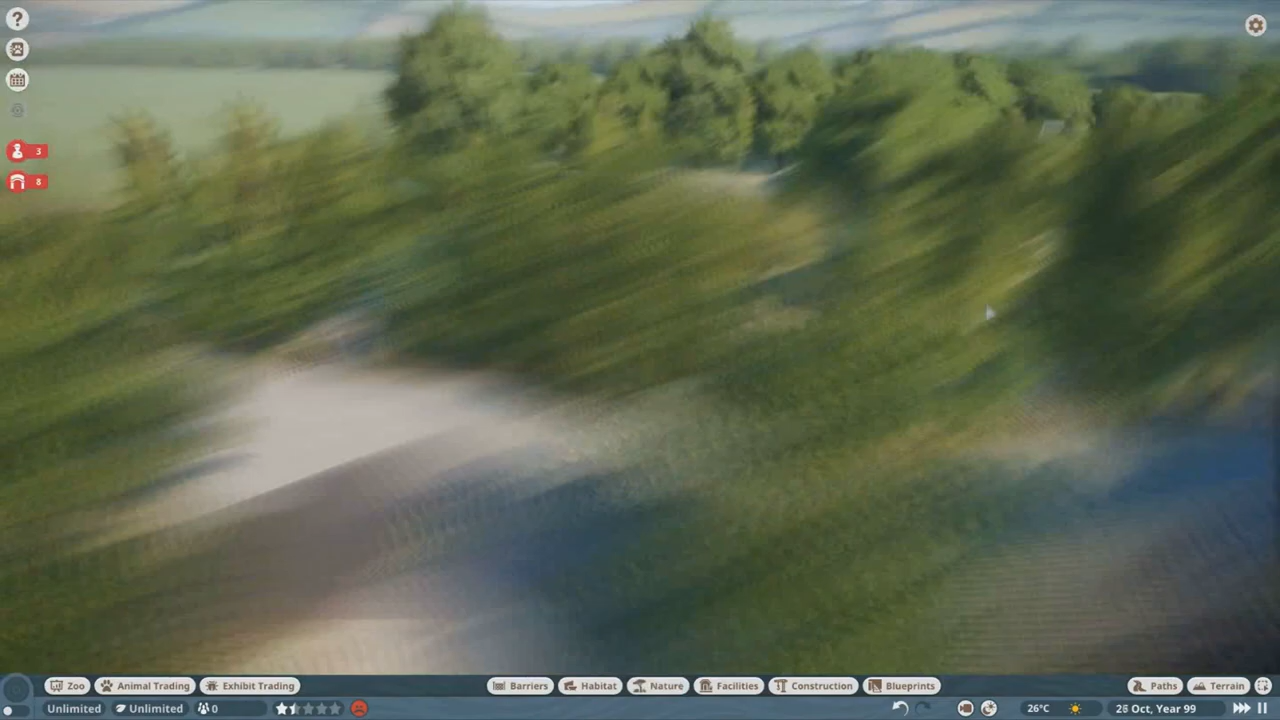 ?
3
8
Zoo Animal Trading Exhibit Trading Barriers Habitat Nature Facilities Construction Blueprints Paths Terrain
Unlimited Unlimited 0 26°C 28 Oct, Year 99